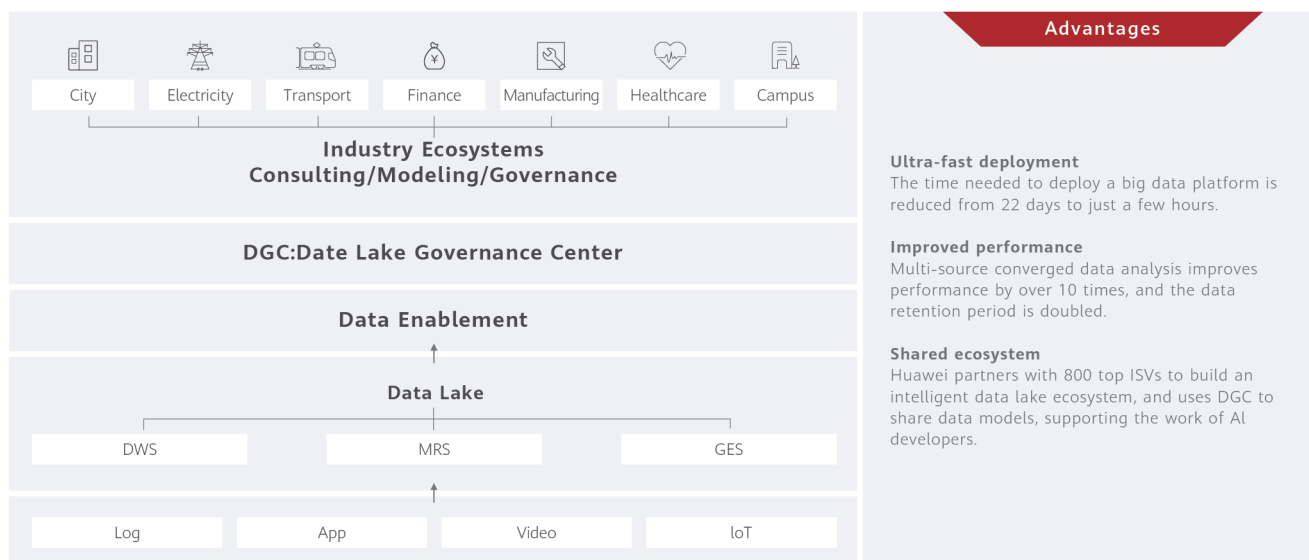 City
Electricity
Transport
Finance
Manufacturing
Healthcare
Campus
Industry Ecosystems
Consulting/Modeling/Governance
DGC:Date Lake Governance Center
Data Enablement
Data Lake
DWS
MRS
GES
Log
App
Video
loT
Advantages
Ultra-fast deployment
The time needed to deploy a big data platform is
reduced from 22 days to just a few hours.
Improved performance
Multi-source converged data analysis improves
performance by over 10 times, and the data
retention period is doubled.
Shared ecosystem
Huawei partners with 800 top ISVs to build an
intelligent data lake ecosystem, and uses DGC to
share data models, supporting the work of Al
developers.